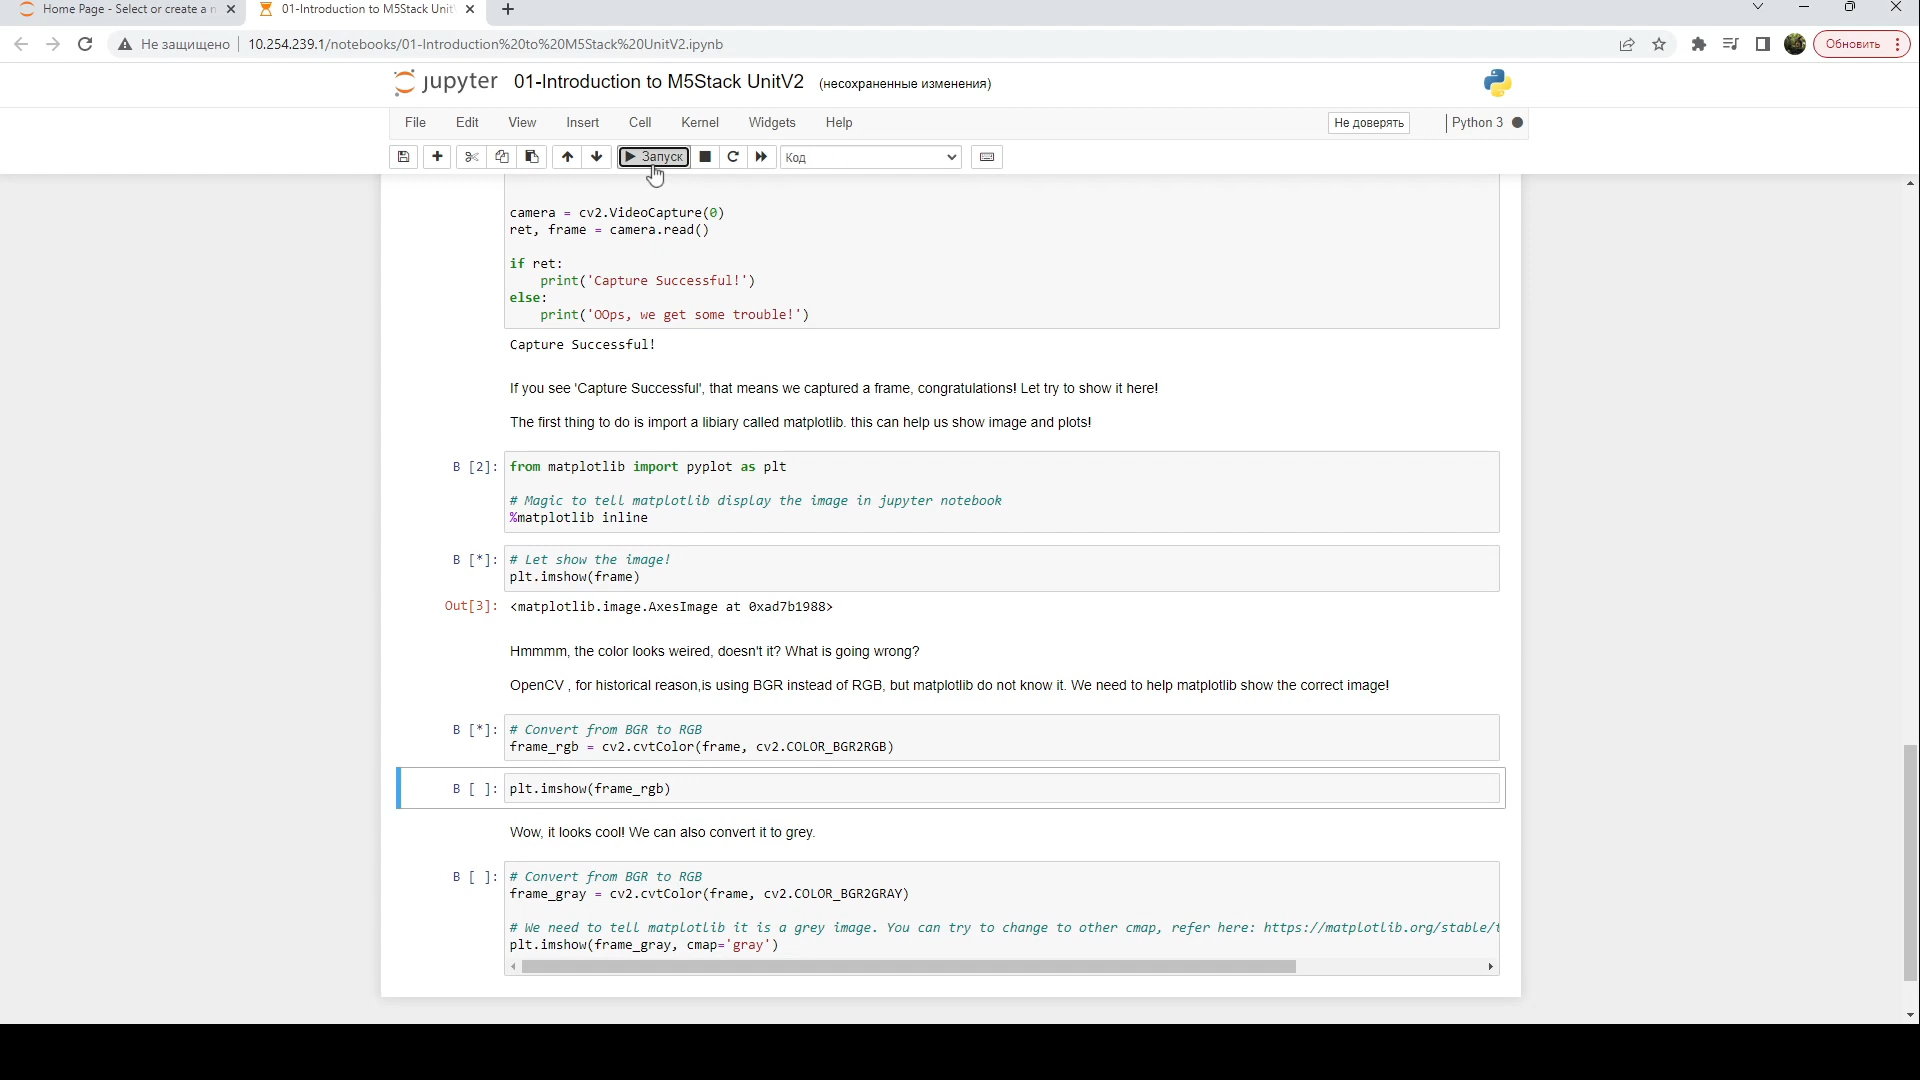 Home Page - Select or create a n
01-Introduction to M5Stack Unit
Не защищено
10.254.239.1/notebooks/01-Introduction%20to%20M5Stack%20UnitV2.ipynb
Обновить
jupyter 01-Introduction to M5Stack UnitV2 (несохраненные изменения)
File Edit View Insert Cell Kernel Widgets Help
Не доверять
Python 3
Запуск
Код
camera = cv2.VideoCapture(0)
ret, frame = camera.read()
if ret:
print('Capture Successful!')
else:
print('OOps, we get some trouble!')
Capture Successful!
If you see 'Capture Successful', that means we captured a frame, congratulations! Let try to show it here!
The first thing to do is import a libiary called matplotlib. this can help us show image and plots!
В [2]: from matplotlib import pyplot as plt
# Magic to tell matplotlib display the image in jupyter notebook
%matplotlib inline
В [*]: # Let show the image!
plt.imshow(frame)
Out[3]: <matplotlib.image.AxesImage at 0xad7b1988>
Hmmmm, the color looks weired, doesn't it? What is going wrong?
OpenCV , for historical reason,is using BGR instead of RGB, but matplotlib do not know it. We need to help matplotlib show the correct image!
В [*]: # Convert from BGR to RGB
frame_rgb = cv2.cvtColor(frame, cv2.COLOR_BGR2RGB)
В [ ]: plt.imshow(frame_rgb)
Wow, it looks cool! We can also convert it to grey.
В [ ]: # Convert from BGR to RGB
frame_gray = cv2.cvtColor(frame, cv2.COLOR_BGR2GRAY)
# We need to tell matplotlib it is a grey image. You can try to change to other cmap, refer here: https://matplotlib.org/stable/t
plt.imshow(frame_gray, cmap='gray')